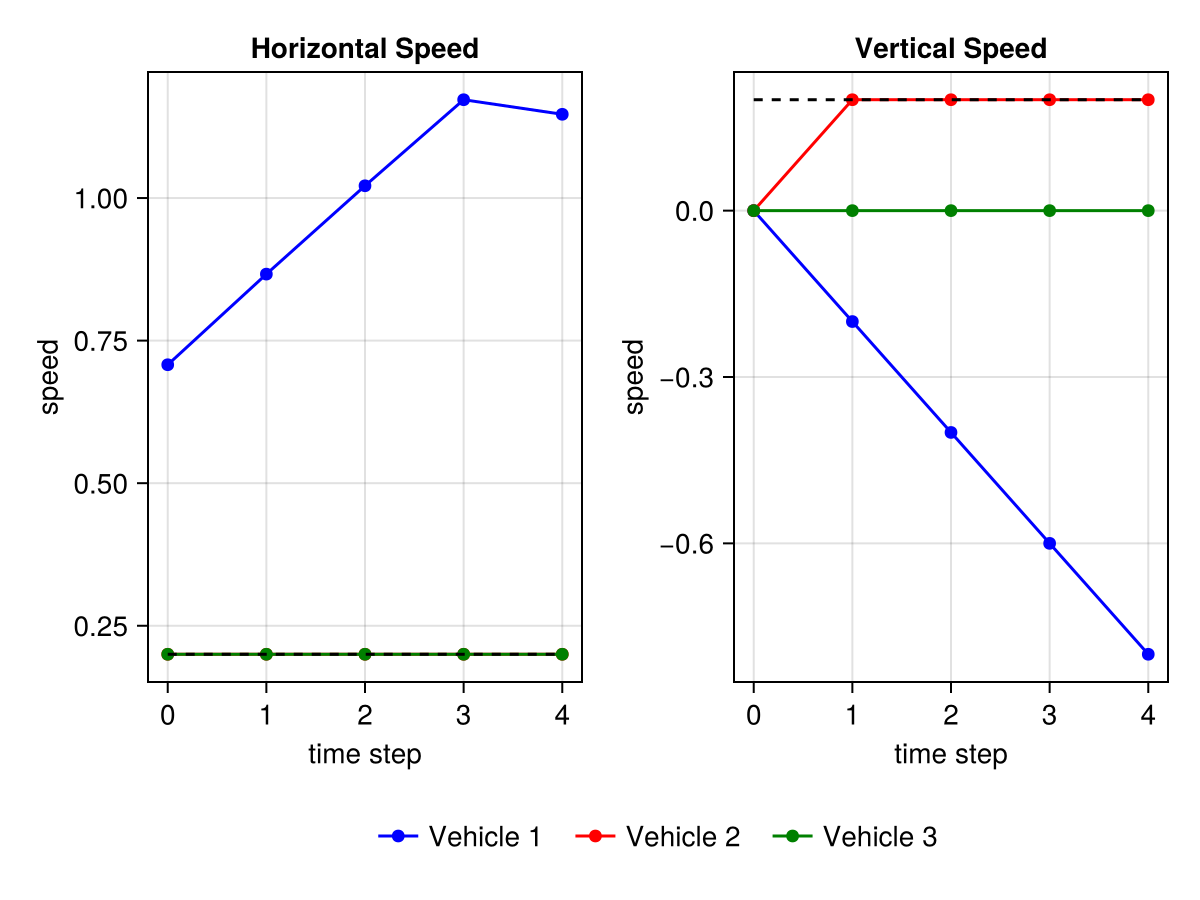 Horizontal Speed
speed
1.00
0.75
0.50
0.25
0
1
2
3
4
time step
Vertical Speed
speed
0.0
−0.3
−0.6
0
1
2
3
4
time step
Vehicle 1
Vehicle 2
Vehicle 3